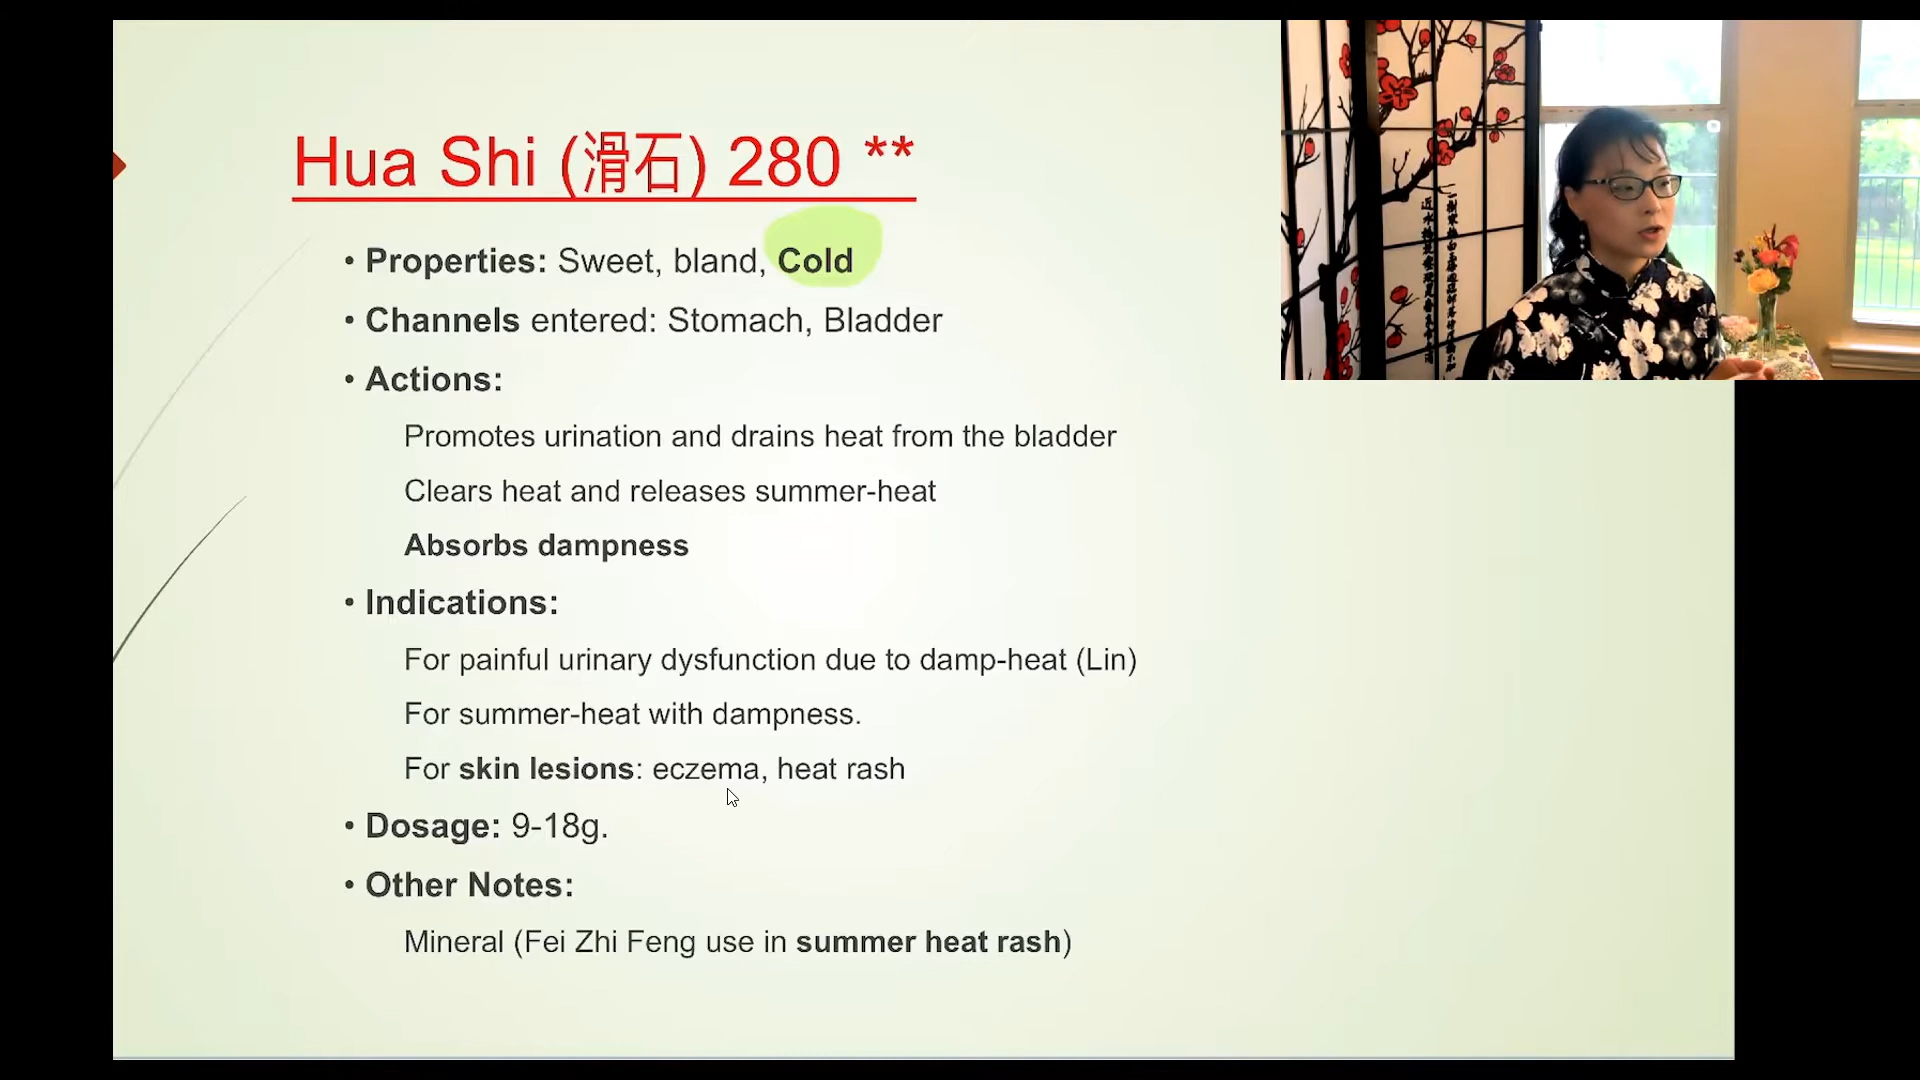 Hua Shi (滑石) 280 **
• Properties: Sweet, bland, Cold
• Channels entered: Stomach, Bladder
• Actions:
Promotes urination and drains heat from the bladder
Clears heat and releases summer-heat
Absorbs dampness
• Indications:
For painful urinary dysfunction due to damp-heat (Lin)
For summer-heat with dampness.
For skin lesions: eczema, heat rash
• Dosage: 9-18g.
• Other Notes:
Mineral (Fei Zhi Feng use in summer heat rash)